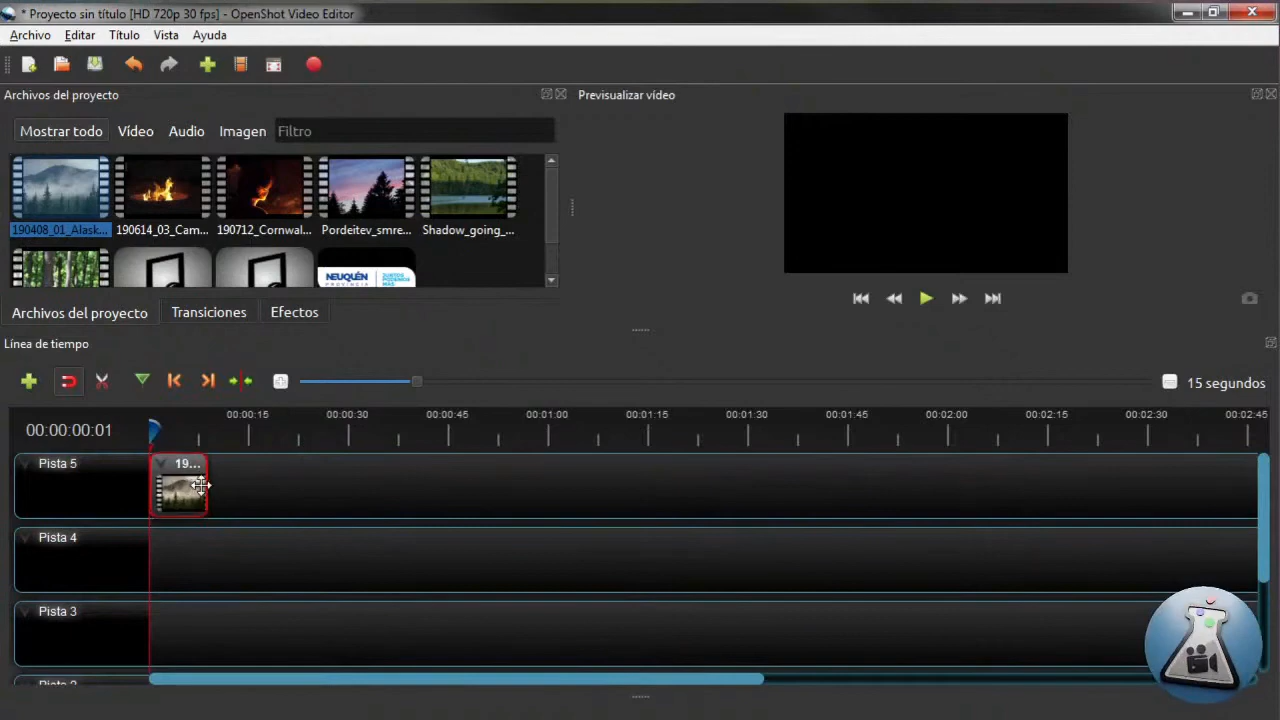 * Proyecto sin título [HD 720p 30 fps] - OpenShot Video Editor
Archivo Editar Título Vista Ayuda
Archivos del proyecto
Previsualizar vídeo
Mostrar todo Vídeo Audio Imagen Filtro
190408_01_Alask... 190614_03_Cam... 190712_Cornwal... Pordeitev_smre... Shadow_going_...
NEUQUÉN PROVINCIA JUNTOS PODEMOS MÁS
Archivos del proyecto Transiciones Efectos
Línea de tiempo
15 segundos
00:00:15 00:00:30 00:00:45 00:01:00 00:01:15 00:01:30 00:01:45 00:02:00 00:02:15 00:02:30 00:02:45
00:00:00:01
Pista 5 19...
Pista 4
Pista 3